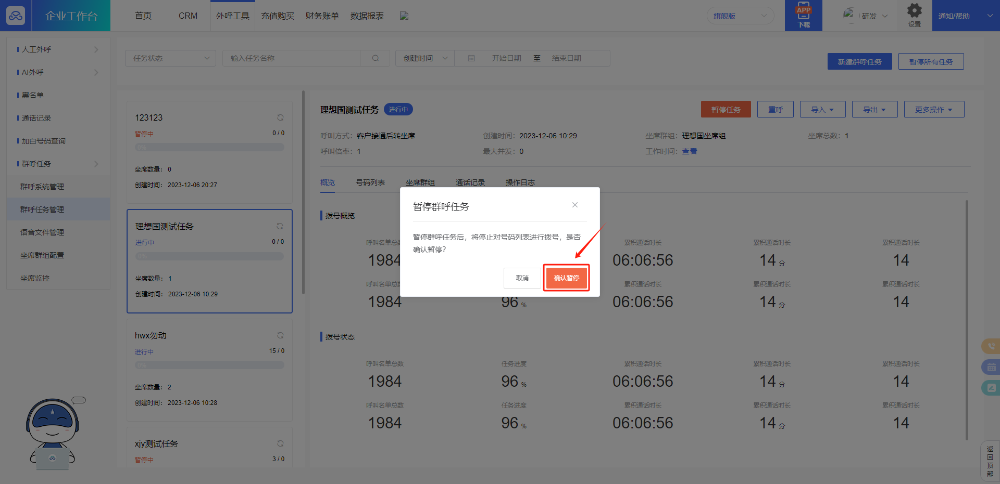 企业工作台
首页
CRM
外呼工具
充值购买
财务账单
数据报表
旗舰版
APP
下载
研发
设置
通知/帮助
人工外呼
AI外呼
黑名单
通话记录
加白号码查询
群呼任务
群呼系统管理
群呼任务管理
语音文件管理
坐席群组配置
坐席监控
任务状态
输入任务名称
创建时间
开始日期 至 结束日期
新建群呼任务
暂停所有任务
123123
暂停中 0 / 0
0%
坐席数量： 0
创建时间： 2023-12-06 20:27
理想国测试任务
进行中 0 / 0
0%
坐席数量： 1
创建时间： 2023-12-06 10:29
hwx勿动
进行中 15 / 0
0%
坐席数量： 2
创建时间： 2023-12-06 10:28
xjy测试任务
暂停中 3 / 0
理想国测试任务 进行中
暂停任务 重呼 导入 导出 更多操作
呼叫方式：客户接通后转坐席 创建时间：2023-12-06 10:29 坐席群组：理想国坐席组 坐席总数：1
呼叫倍率：1 最大并发：0 工作时间：查看
概览 号码列表 坐席群组 通话记录 操作日志
拨号概览
呼叫名单总数 累积通话时长 累积通话时长 累积通话时长
1984 06:06:56 14 分 14
呼叫名单总数 累积通话时长 累积通话时长 累积通话时长
1984 96 % 06:06:56 14 分 14
拨号状态
呼叫名单总数 任务进度 累积通话时长 累积通话时长 累积通话时长
1984 96 % 06:06:56 14 分 14
呼叫名单总数 任务进度 累积通话时长 累积通话时长 累积通话时长
1984 96 % 06:06:56 14 分 14
暂停群呼任务
暂停群呼任务后，将停止对号码列表进行拨号，是否
确认暂停？
取消 确认暂停
返
回
顶
部